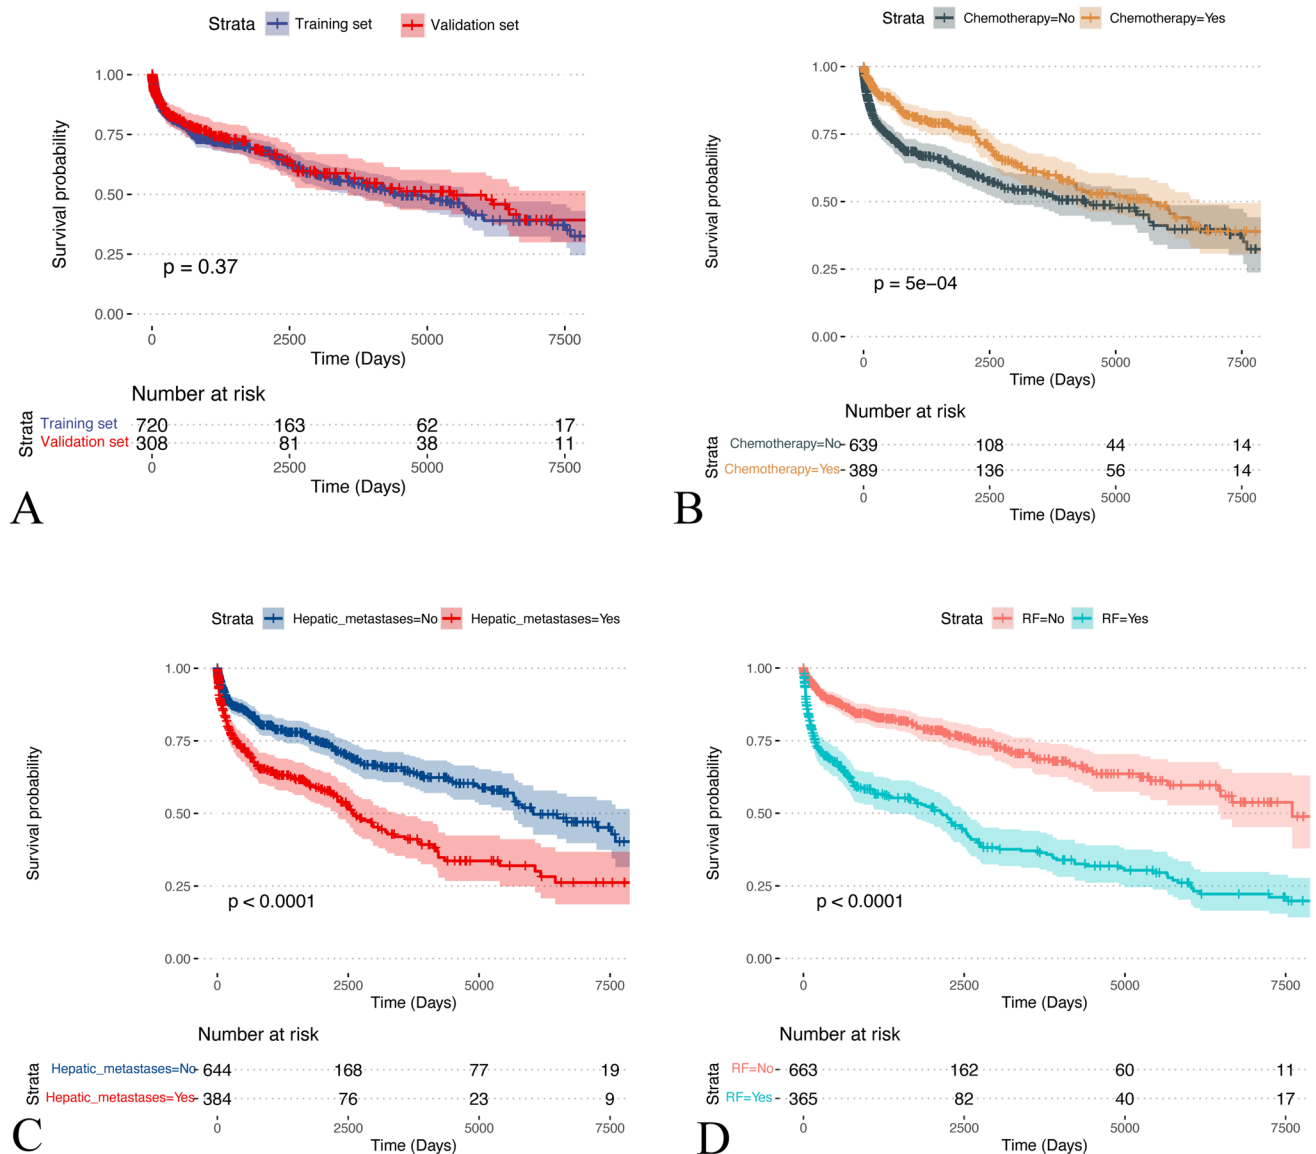 Strata Training set Validation set
1.00
0.75
0.50
0.25
0.00
Survival probability
p = 0.37
0 2500 5000 7500
Time (Days)
Number at risk
Strata
Training set 720 163 62 17
Validation set 308 81 38 11
0 2500 5000 7500
Time (Days)
A
Strata Chemotherapy=No Chemotherapy=Yes
1.00
0.75
0.50
0.25
0.00
Survival probability
p = 5e−04
0 2500 5000 7500
Time (Days)
Number at risk
Strata
Chemotherapy=No 639 108 44 14
Chemotherapy=Yes 389 136 56 14
0 2500 5000 7500
Time (Days)
B
Strata Hepatic_metastases=No Hepatic_metastases=Yes
1.00
0.75
0.50
0.25
0.00
Survival probability
p < 0.0001
0 2500 5000 7500
Time (Days)
Number at risk
Strata
Hepatic_metastases=No 644 168 77 19
Hepatic_metastases=Yes 384 76 23 9
0 2500 5000 7500
Time (Days)
C
Strata RF=No RF=Yes
1.00
0.75
0.50
0.25
0.00
Survival probability
p < 0.0001
0 2500 5000 7500
Time (Days)
Number at risk
Strata
RF=No 663 162 60 11
RF=Yes 365 82 40 17
0 2500 5000 7500
Time (Days)
D